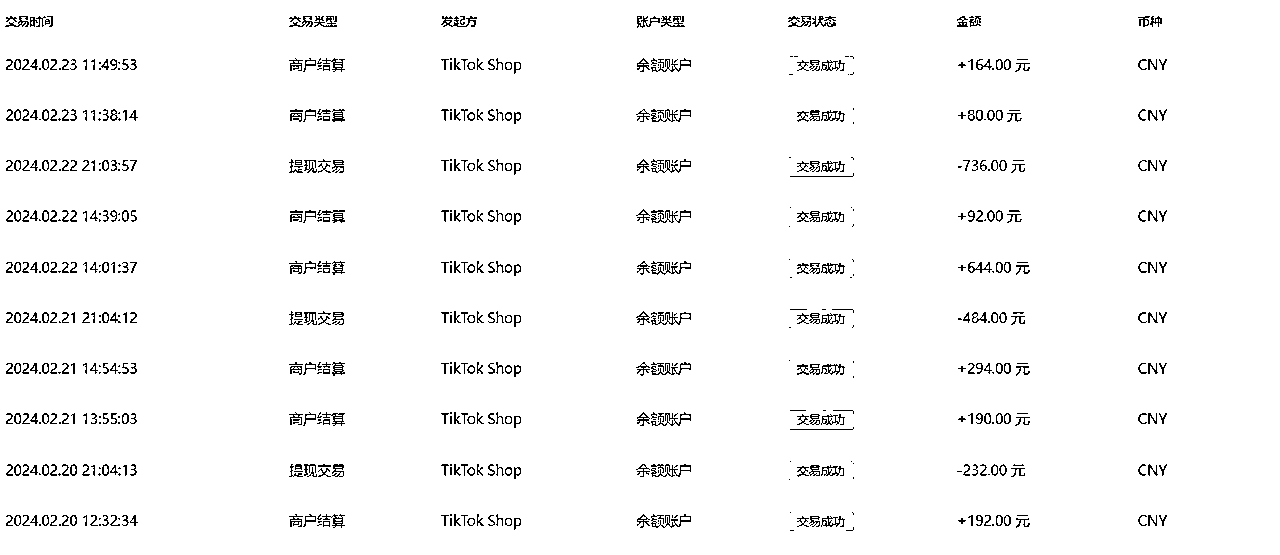 交易时间 交易类型 发起方 账户类型 交易状态 金额 币种
2024.02.23 11:49:53 商户结算 TikTok Shop 余额账户 交易成功 +164.00 元 CNY
2024.02.23 11:38:14 商户结算 TikTok Shop 余额账户 交易成功 +80.00 元 CNY
2024.02.22 21:03:57 提现交易 TikTok Shop 余额账户 交易成功 -736.00 元 CNY
2024.02.22 14:39:05 商户结算 TikTok Shop 余额账户 交易成功 +92.00 元 CNY
2024.02.22 14:01:37 商户结算 TikTok Shop 余额账户 交易成功 +644.00 元 CNY
2024.02.21 21:04:12 提现交易 TikTok Shop 余额账户 交易成功 -484.00 元 CNY
2024.02.21 14:54:53 商户结算 TikTok Shop 余额账户 交易成功 +294.00 元 CNY
2024.02.21 13:55:03 商户结算 TikTok Shop 余额账户 交易成功 +190.00 元 CNY
2024.02.20 21:04:13 提现交易 TikTok Shop 余额账户 交易成功 -232.00 元 CNY
2024.02.20 12:32:34 商户结算 TikTok Shop 余额账户 交易成功 +192.00 元 CNY